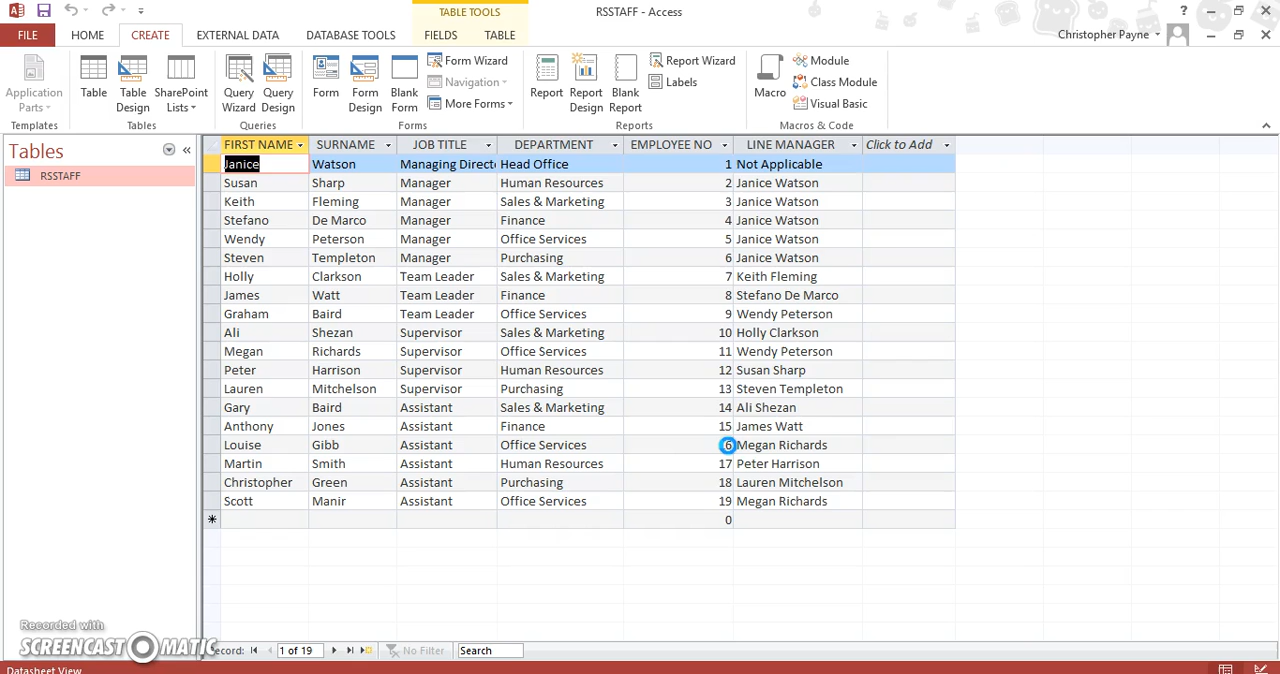 RSSTAFF - Access
TABLE TOOLS
?
FILE HOME CREATE EXTERNAL DATA DATABASE TOOLS FIELDS TABLE
Christopher Payne
Application Parts
Templates
Table
Table Design
SharePoint Lists
Tables
Query Wizard
Query Design
Queries
Form
Form Design
Blank Form
Form Wizard
Navigation
More Forms
Forms
Report
Report Design
Blank Report
Report Wizard
Labels
Reports
Macro
Module
Class Module
Visual Basic
Macros & Code
Tables
RSSTAFF
FIRST NAME SURNAME JOB TITLE DEPARTMENT EMPLOYEE NO LINE MANAGER Click to Add
Janice Watson Managing Directo Head Office 1 Not Applicable
Susan Sharp Manager Human Resources 2 Janice Watson
Keith Fleming Manager Sales & Marketing 3 Janice Watson
Stefano De Marco Manager Finance 4 Janice Watson
Wendy Peterson Manager Office Services 5 Janice Watson
Steven Templeton Manager Purchasing 6 Janice Watson
Holly Clarkson Team Leader Sales & Marketing 7 Keith Fleming
James Watt Team Leader Finance 8 Stefano De Marco
Graham Baird Team Leader Office Services 9 Wendy Peterson
Ali Shezan Supervisor Sales & Marketing 10 Holly Clarkson
Megan Richards Supervisor Office Services 11 Wendy Peterson
Peter Harrison Supervisor Human Resources 12 Susan Sharp
Lauren Mitchelson Supervisor Purchasing 13 Steven Templeton
Gary Baird Assistant Sales & Marketing 14 Ali Shezan
Anthony Jones Assistant Finance 15 James Watt
Louise Gibb Assistant Office Services 6 Megan Richards
Martin Smith Assistant Human Resources 17 Peter Harrison
Christopher Green Assistant Purchasing 18 Lauren Mitchelson
Scott Manir Assistant Office Services 19 Megan Richards
* 0
Recorded with
SCREENCAST-O-MATIC
Record: 1 of 19 No Filter Search
Datasheet View